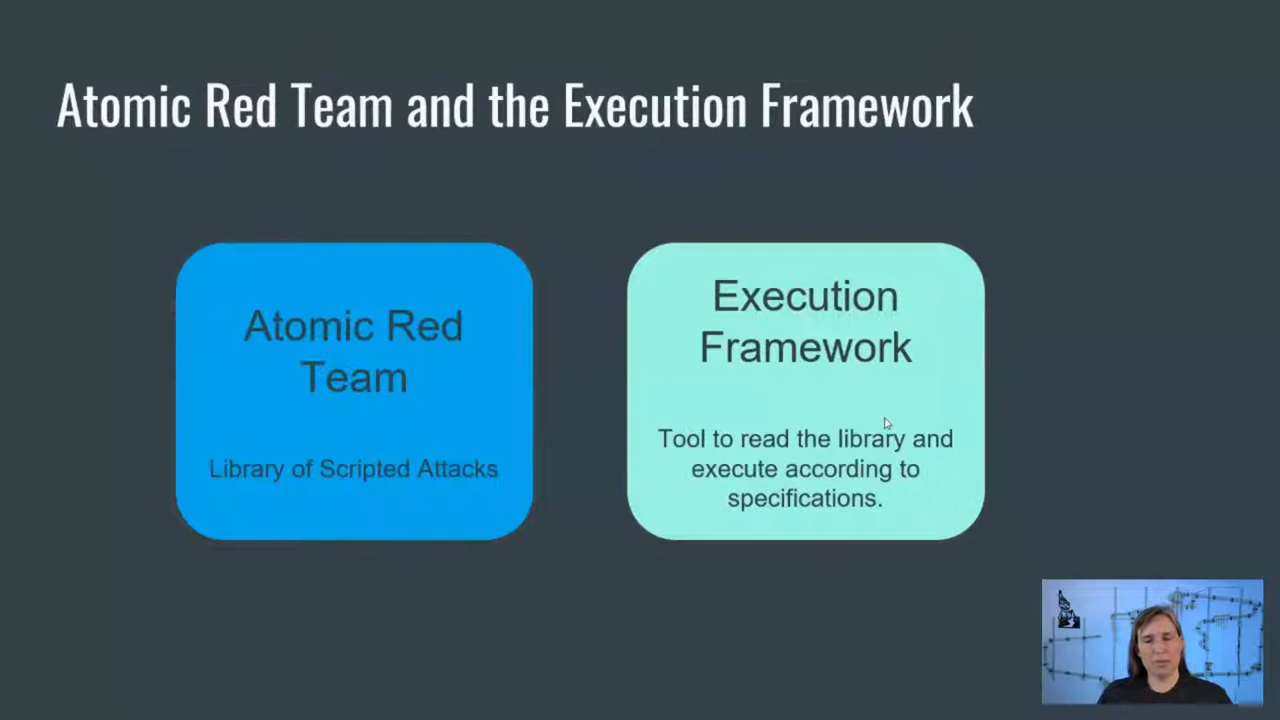 Atomic Red Team and the Execution Framework
Atomic Red
Team
Library of Scripted Attacks
Execution
Framework
Tool to read the library and
execute according to
specifications.